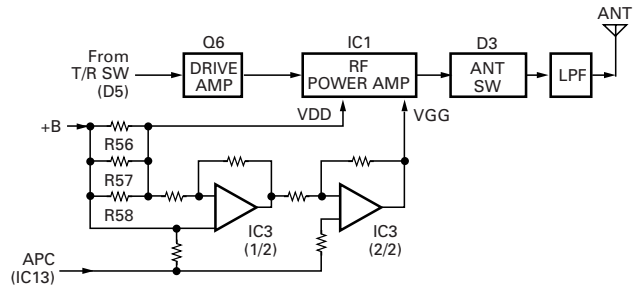 ANT
Q6
IC1
D3
From
T/R SW
(D5)
DRIVE
AMP
RF
POWER AMP
ANT
SW
LPF
+B
VDD
VGG
R56
R57
R58
IC3
(1/2)
IC3
(2/2)
APC
(IC13)